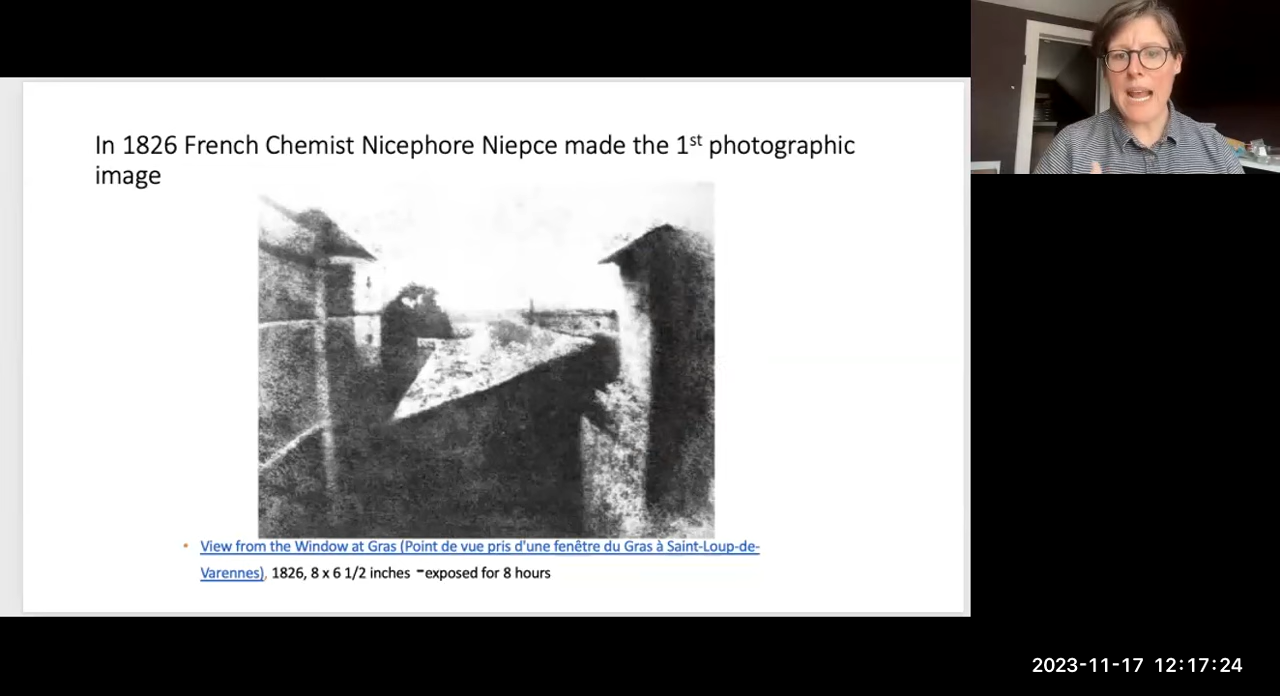 In 1826 French Chemist Nicephore Niepce made the 1st photographic
image
• View from the Window at Gras (Point de vue pris d'une fenêtre du Gras à Saint-Loup-de-
Varennes), 1826, 8 x 6 1/2 inches -exposed for 8 hours
2023-11-17 12:17:24